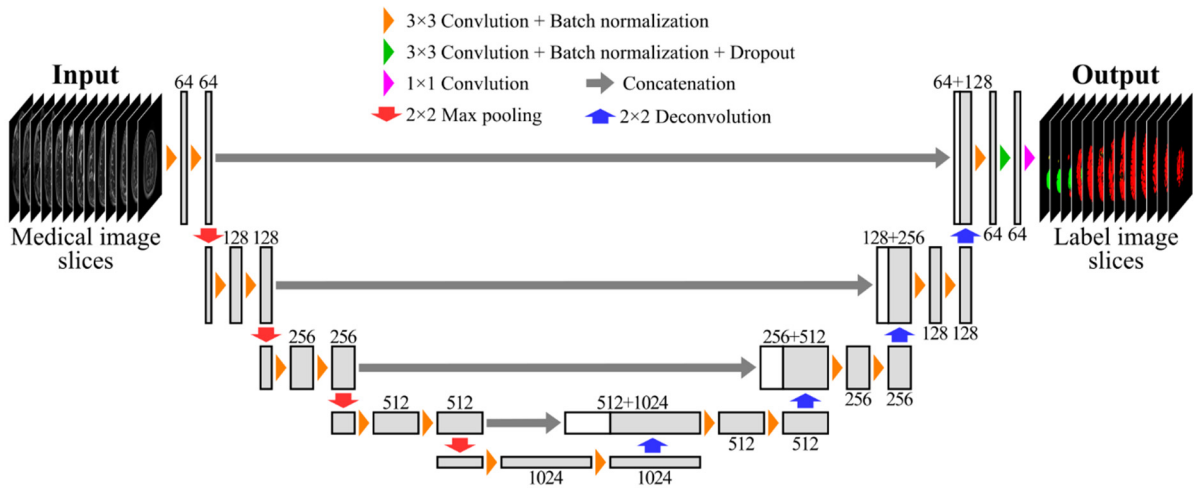 3×3 Convlution + Batch normalization
3×3 Convlution + Batch normalization + Dropout
1×1 Convlution
Concatenation
2×2 Max pooling
2×2 Deconvolution
Input
Medical image
slices
64 64
128 128
256 256
512 512
1024 1024
512+1024
512 512
256+512
256 256
128+256
128 128
64+128
64 64
Output
Label image
slices